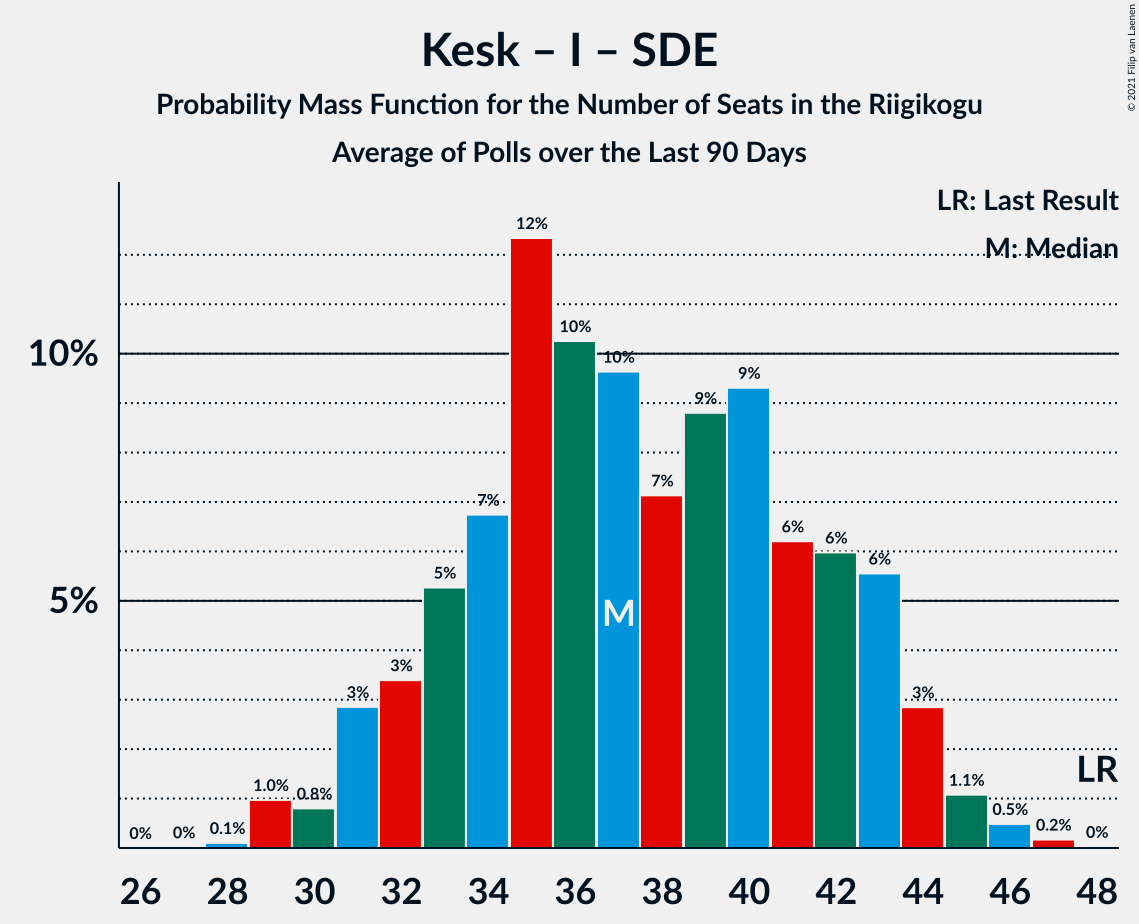 Kesk – I – SDE
Probability Mass Function for the Number of Seats in the Riigikogu
Average of Polls over the Last 90 Days
© 2021 Filip van Laenen
LR: Last Result
M: Median
10%
5%
0% 0% 0.1% 1.0% 0.8% 3% 3% 5% 7% 12% 10% 10% 7% 9% 9% 6% 6% 6% 3% 1.1% 0.5% 0.2% 0%
M
LR
26 28 30 32 34 36 38 40 42 44 46 48